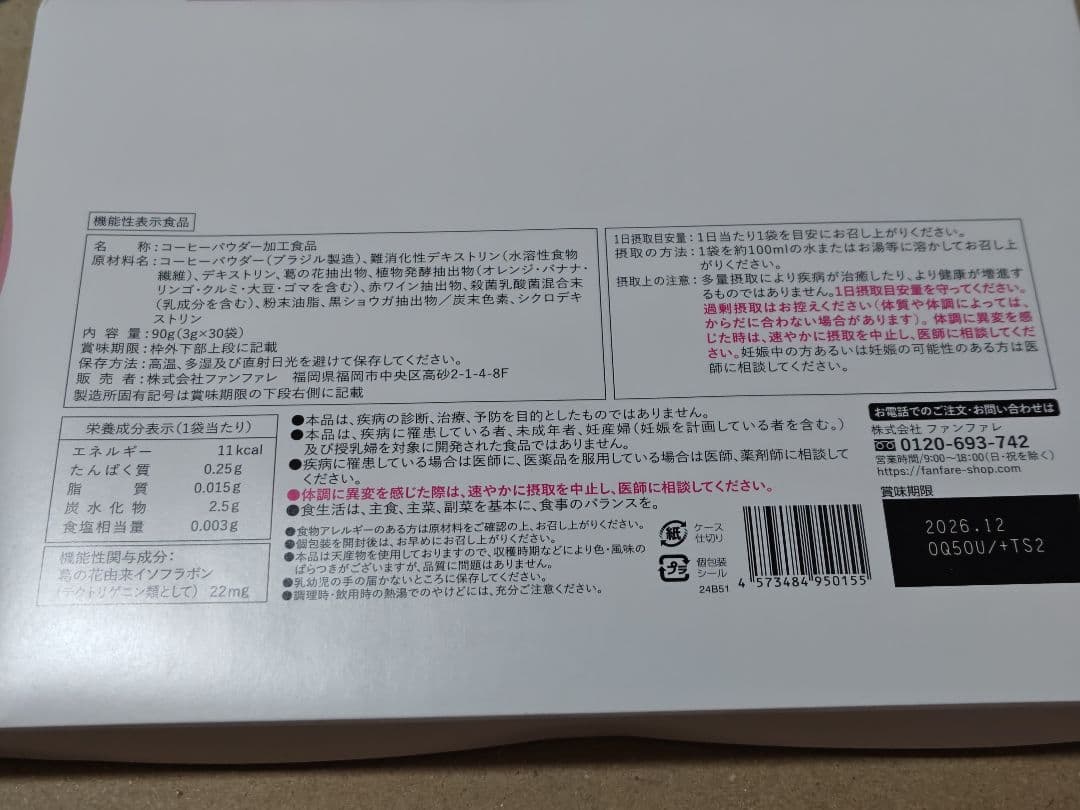 機能性表示食品
名　　称:コーヒーパウダー加工食品
原材料名:コーヒーパウダー(ブラジル製造)、難消化性デキストリン(水溶性食物
繊維)、デキストリン、葛の花抽出物、植物発酵抽出物(オレンジ・バナナ・
リンゴ・クルミ・大豆・ゴマを含む)、赤ワイン抽出物、殺菌乳酸菌混合末
(乳成分を含む)、粉末油脂、黒ショウガ抽出物／炭末色素、シクロデキ
ストリン
内 容 量:90g(3g×30袋)
賞味期限:枠外下部上段に記載
保存方法:高温、多湿及び直射日光を避けて保存してください。
販 売 者:株式会社ファンファレ　福岡県福岡市中央区高砂2-1-4-8F
製造所固有記号は賞味期限の下段右側に記載
1日摂取目安量:1日当たり1袋を目安にお召し上がりください。
摂取の方法:1袋を約100mlの水またはお湯等に溶かしてお召し上
がりください。
摂取上の注意:多量摂取により疾病が治癒したり、より健康が増進す
るものではありません。1日摂取目安量を守ってください。
過剰摂取はお控えください(体質や体調によっては、
からだに合わない場合があります)。体調に異変を感
じた時は、速やかに摂取を中止し、医師に相談してくだ
さい。妊娠中の方あるいは妊娠の可能性のある方は医
師に相談してください。
栄養成分表示(1袋当たり)
エネルギー 11kcal
たんぱく質 0.25g
脂　　質 0.015g
炭水化物 2.5g
食塩相当量 0.003g
機能性関与成分:
葛の花由来イソフラボン
(テクトリゲニン類として) 22mg
●本品は、疾病の診断、治療、予防を目的としたものではありません。
●本品は、疾病に罹患している者、未成年者、妊産婦(妊娠を計画している者を含む。)
及び授乳婦を対象に開発された食品ではありません。
●疾病に罹患している場合は医師に、医薬品を服用している場合は医師、薬剤師に相談して
ください。
●体調に異変を感じた際は、速やかに摂取を中止し、医師に相談してください。
●食生活は、主食、主菜、副菜を基本に、食事のバランスを。
●食物アレルギーのある方は原材料をご確認の上、お召し上がりください。
●個包装を開封後は、お早めにお召し上がりください。
●本品は天産物を使用しておりますので、収穫時期などにより色・風味の
ばらつきがございますが、品質に問題はありません。
●乳幼児の手の届かないところに保存してください。
●調理時・飲用時の熱湯でのやけどには、充分ご注意ください。
紙
ケース
仕切り
プラ
個包装
シール
24B51
4 573484 950155
お電話でのご注文・お問い合わせは
株式会社 ファンファレ
0120-693-742
営業時間/9:00～18:00(日・祝を除く)
https://fanfare-shop.com
賞味期限
2026.12
0Q50U/+TS2